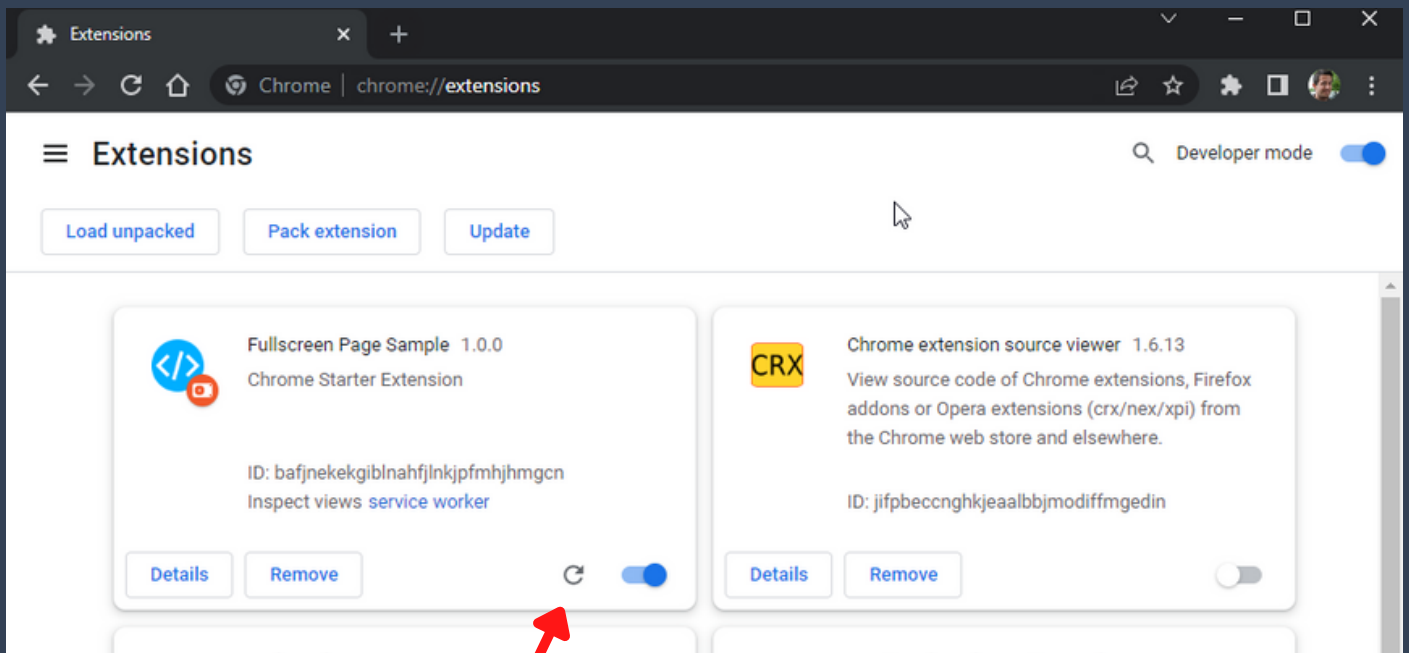 Extensions
Chrome | chrome://extensions
Extensions
Developer mode
Load unpacked
Pack extension
Update
Fullscreen Page Sample 1.0.0
Chrome Starter Extension
ID: bafjnekekgiblnahfjlnkjpfmhjhmgcn
Inspect views service worker
Details
Remove
CRX
Chrome extension source viewer 1.6.13
View source code of Chrome extensions, Firefox
addons or Opera extensions (crx/nex/xpi) from
the Chrome web store and elsewhere.
ID: jifpbeccnghkjeaalbbjmodiffmgedin
Details
Remove